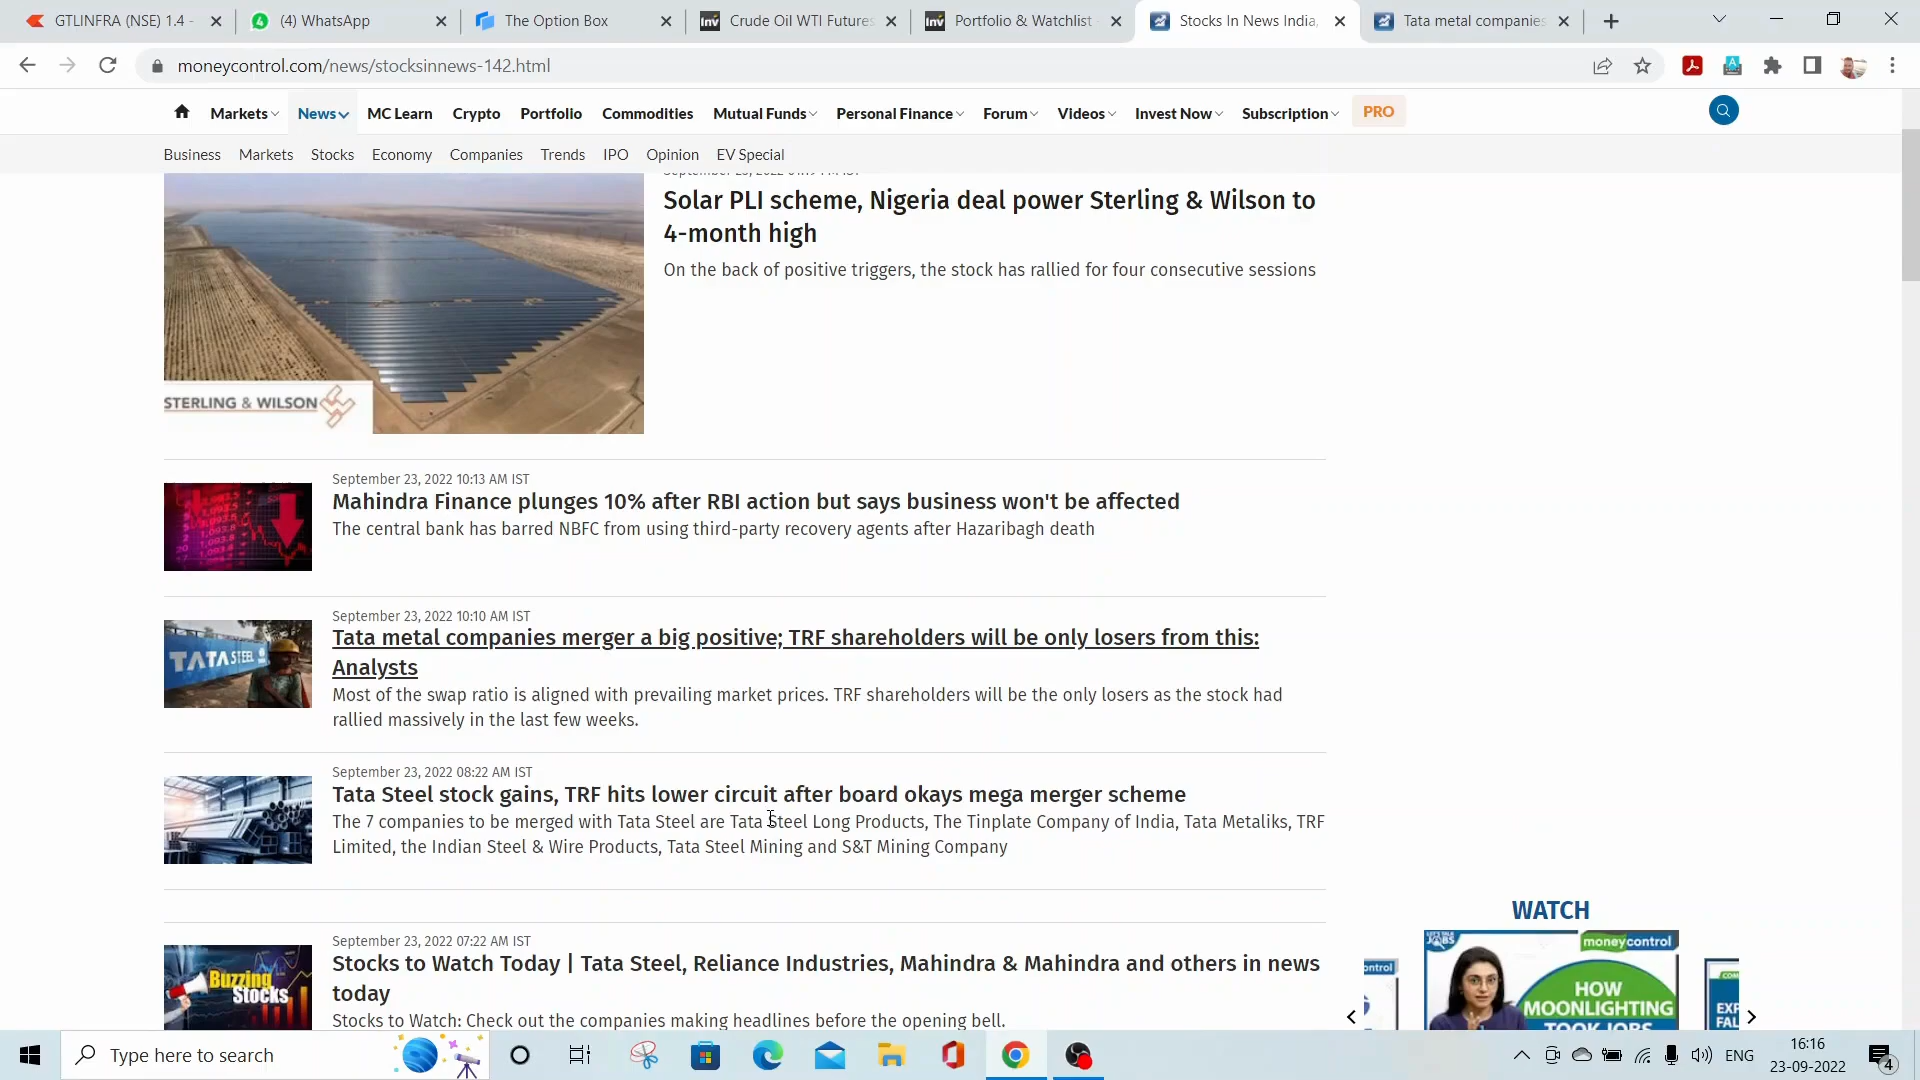 GTLINFRA (NSE) 1.4 -
(4) WhatsApp
The Option Box
Crude Oil WTI Futures
Portfolio & Watchlist -
Stocks In News India,
Tata metal companies
moneycontrol.com/news/stocksinnews-142.html
Markets
News
MC Learn
Crypto
Portfolio
Commodities
Mutual Funds
Personal Finance
Forum
Videos
Invest Now
Subscription
PRO
Business
Markets
Stocks
Economy
Companies
Trends
IPO
Opinion
EV Special
Solar PLI scheme, Nigeria deal power Sterling & Wilson to
4-month high
On the back of positive triggers, the stock has rallied for four consecutive sessions
STERLING & WILSON
September 23, 2022 10:13 AM IST
Mahindra Finance plunges 10% after RBI action but says business won't be affected
The central bank has barred NBFC from using third-party recovery agents after Hazaribagh death
September 23, 2022 10:10 AM IST
Tata metal companies merger a big positive; TRF shareholders will be only losers from this:
Analysts
TATA STEEL
Most of the swap ratio is aligned with prevailing market prices. TRF shareholders will be the only losers as the stock had
rallied massively in the last few weeks.
September 23, 2022 08:22 AM IST
Tata Steel stock gains, TRF hits lower circuit after board okays mega merger scheme
The 7 companies to be merged with Tata Steel are Tata Steel Long Products, The Tinplate Company of India, Tata Metaliks, TRF
Limited, the Indian Steel & Wire Products, Tata Steel Mining and S&T Mining Company
WATCH
September 23, 2022 07:22 AM IST
Stocks to Watch Today | Tata Steel, Reliance Industries, Mahindra & Mahindra and others in news
today
Stocks to Watch: Check out the companies making headlines before the opening bell.
Buzzing
Stocks
moneycontrol
HOW
MOONLIGHTING
TOOK JOBS
Type here to search
ENG
16:16
23-09-2022
4